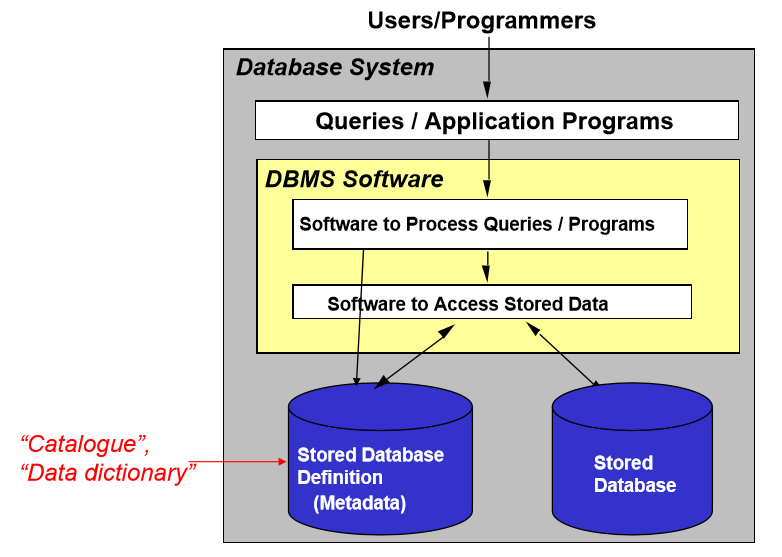 Users/Programmers
Database System
Queries / Application Programs
DBMS Software
Software to Process Queries / Programs
Software to Access Stored Data
“Catalogue”,
“Data dictionary”
Stored Database
Definition
(Metadata)
Stored
Database